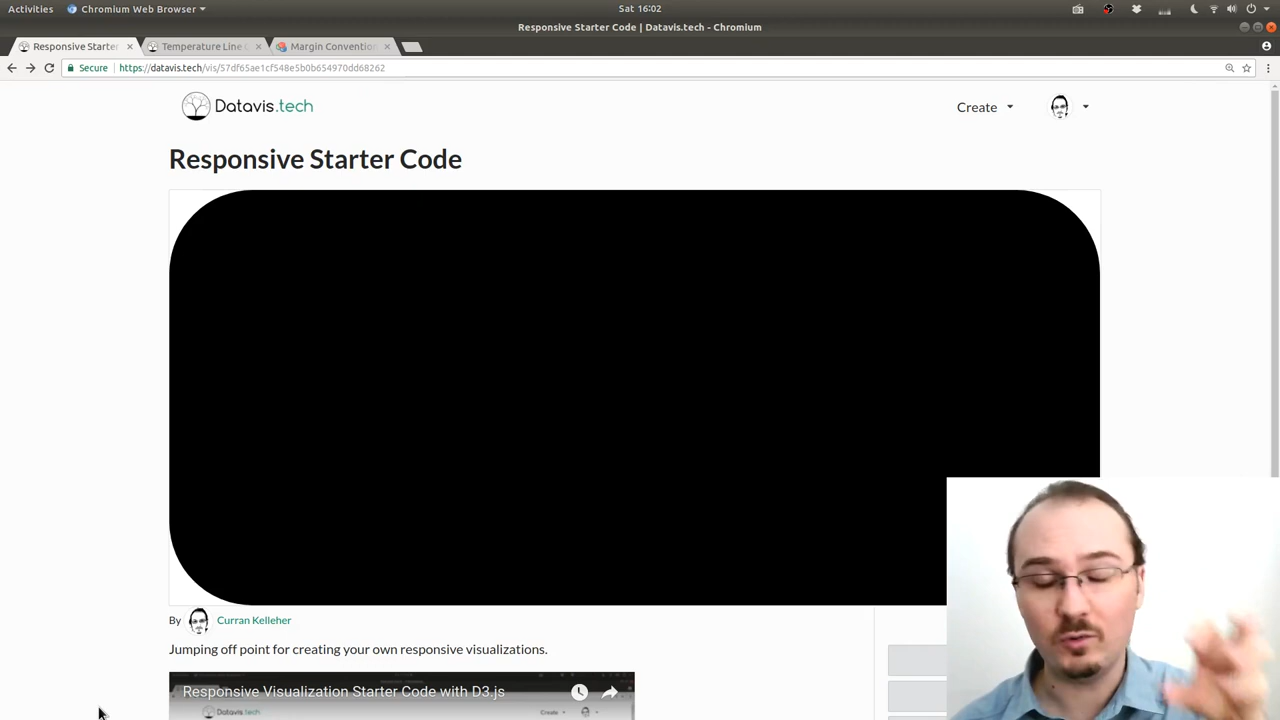 Activities
Chromium Web Browser
Sat 16:02
Responsive Starter Code | Datavis.tech - Chromium
Responsive Starter
Temperature Line C
Margin Convention
Secure
https://datavis.tech/vis/57df65ae1cf548e5b0b654970dd68262
Datavis.tech
Create
Responsive Starter Code
By
Curran Kelleher
Jumping off point for creating your own responsive visualizations.
Responsive Visualization Starter Code with D3.js
Datavis.tech
Create